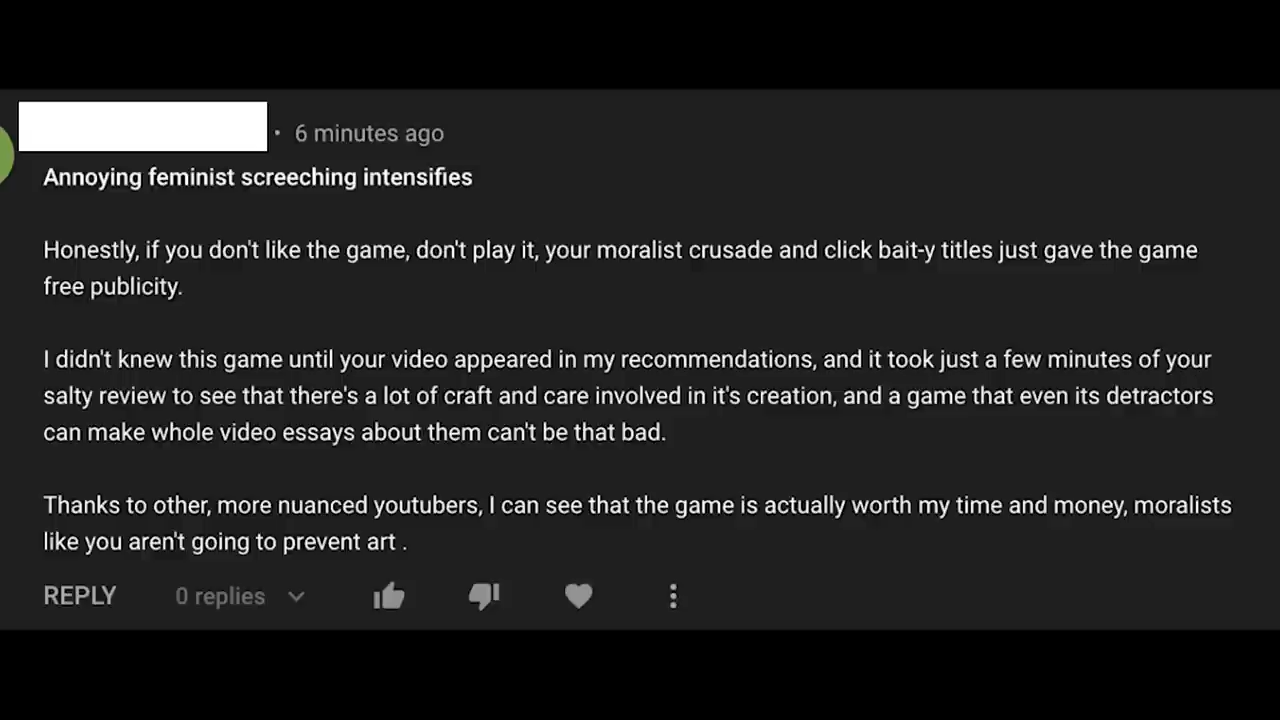 • 6 minutes ago
Annoying feminist screeching intensifies
Honestly, if you don't like the game, don't play it, your moralist crusade and click bait-y titles just gave the game
free publicity.
I didn't knew this game until your video appeared in my recommendations, and it took just a few minutes of your
salty review to see that there's a lot of craft and care involved in it's creation, and a game that even its detractors
can make whole video essays about them can't be that bad.
Thanks to other, more nuanced youtubers, I can see that the game is actually worth my time and money, moralists
like you aren't going to prevent art .
REPLY 0 replies